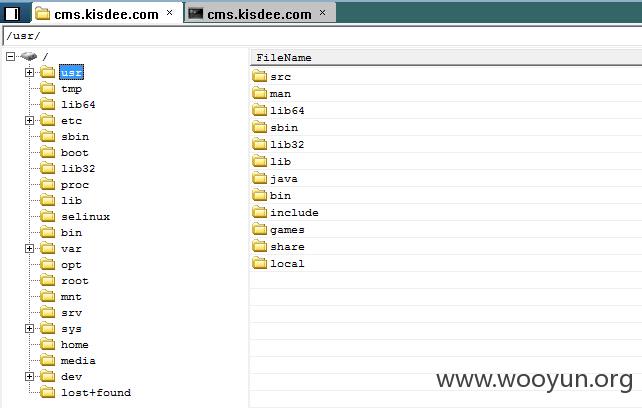 cms.kisdee.com × cms.kisdee.com ×
/usr/
/
usr
tmp
lib64
etc
sbin
boot
lib32
proc
lib
selinux
bin
var
opt
root
mnt
srv
sys
home
media
dev
lost+found
FileName
src
man
lib64
sbin
lib32
lib
java
bin
include
games
share
local
www.wooyun.org